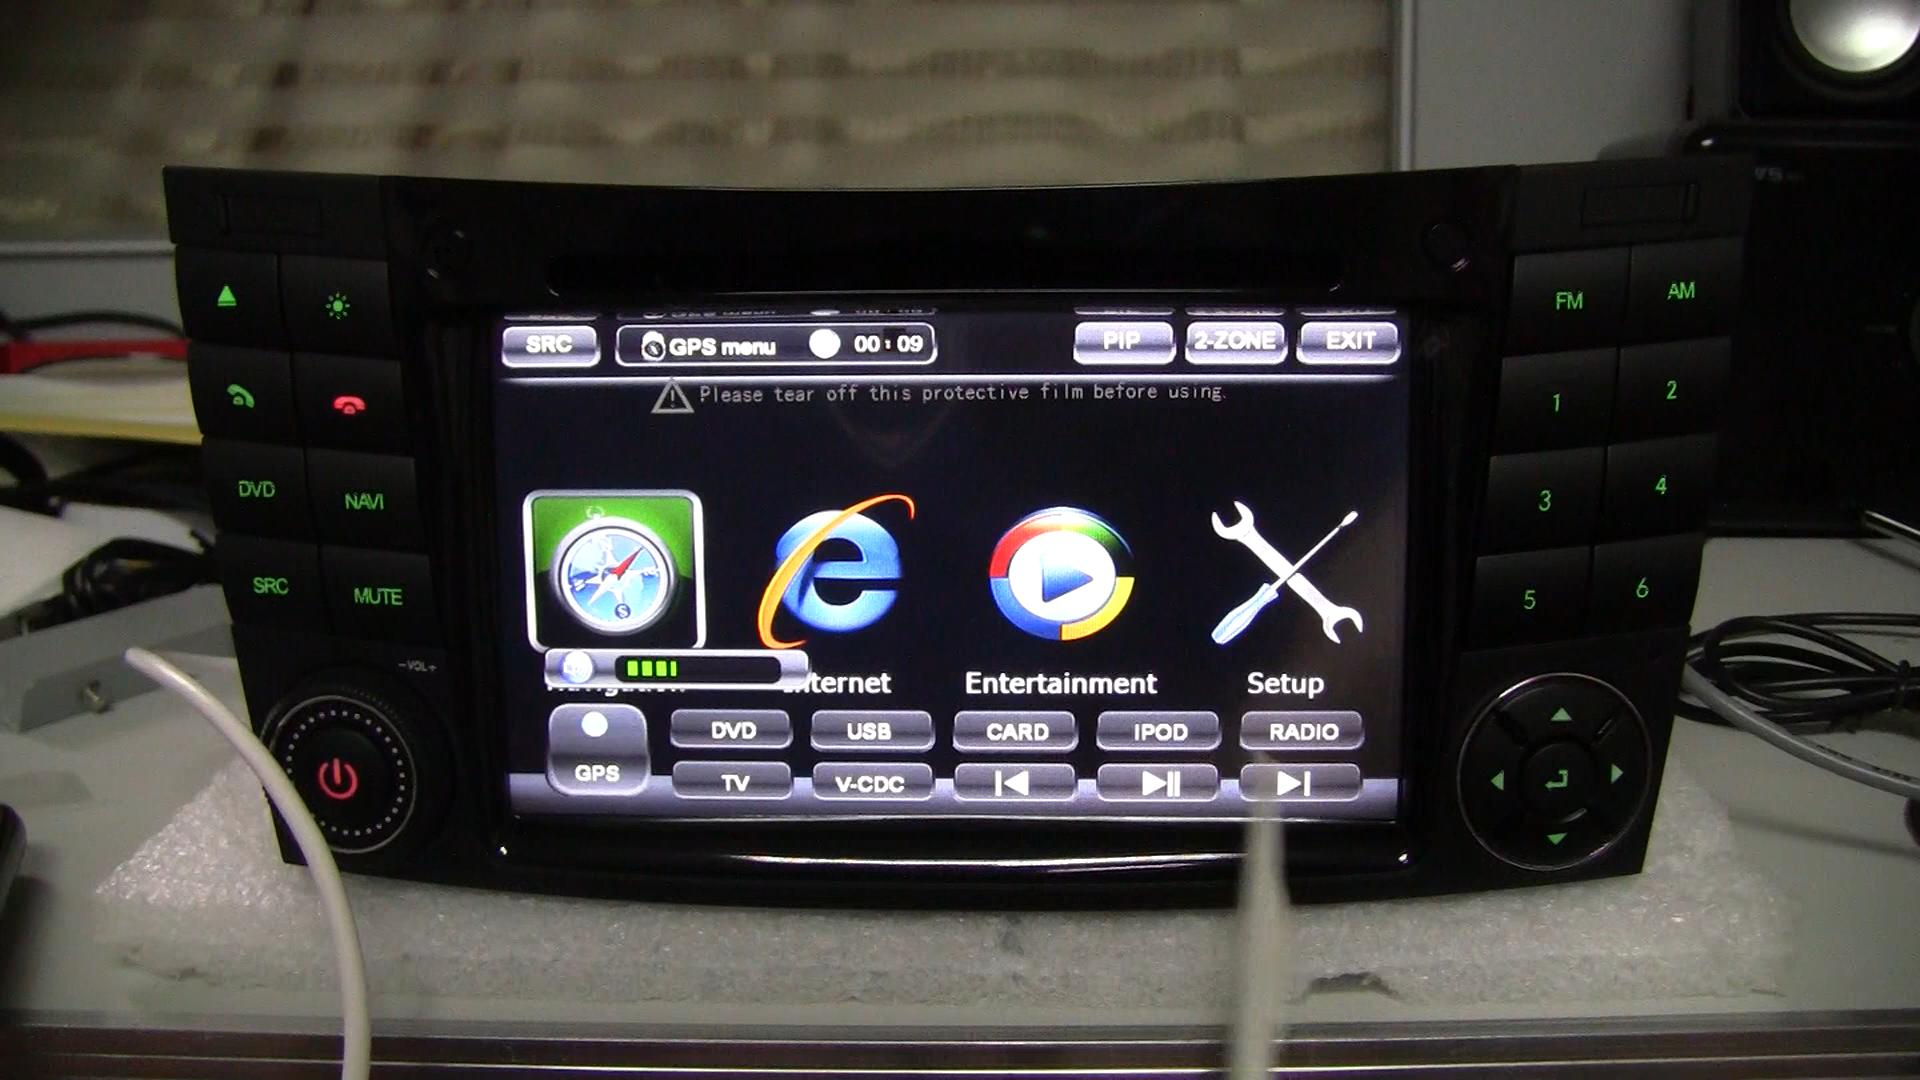 SRC GPS menu 00:09 PIP 2-ZONE EXIT
Please tear off this protective film before using.
Internet Entertainment Setup
GPS
DVD USB CARD IPOD RADIO
TV V-CDC
DVD NAVI
SRC MUTE
-VOL+
FM AM
1 2
3 4
5 6